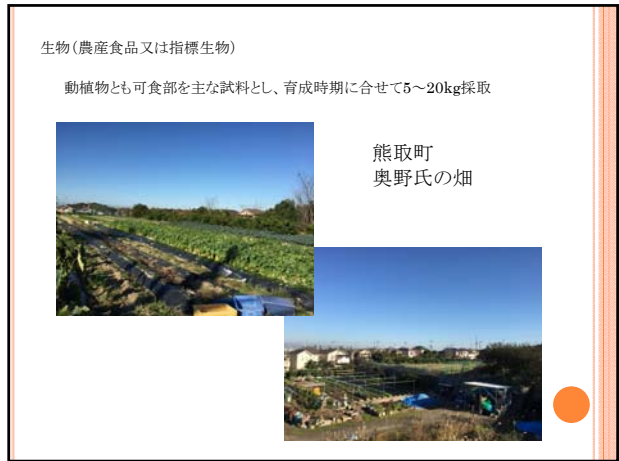 生物(農産食品又は指標生物)
動植物とも可食部を主な試料とし、育成時期に合せて5～20kg採取
熊取町
奥野氏の畑